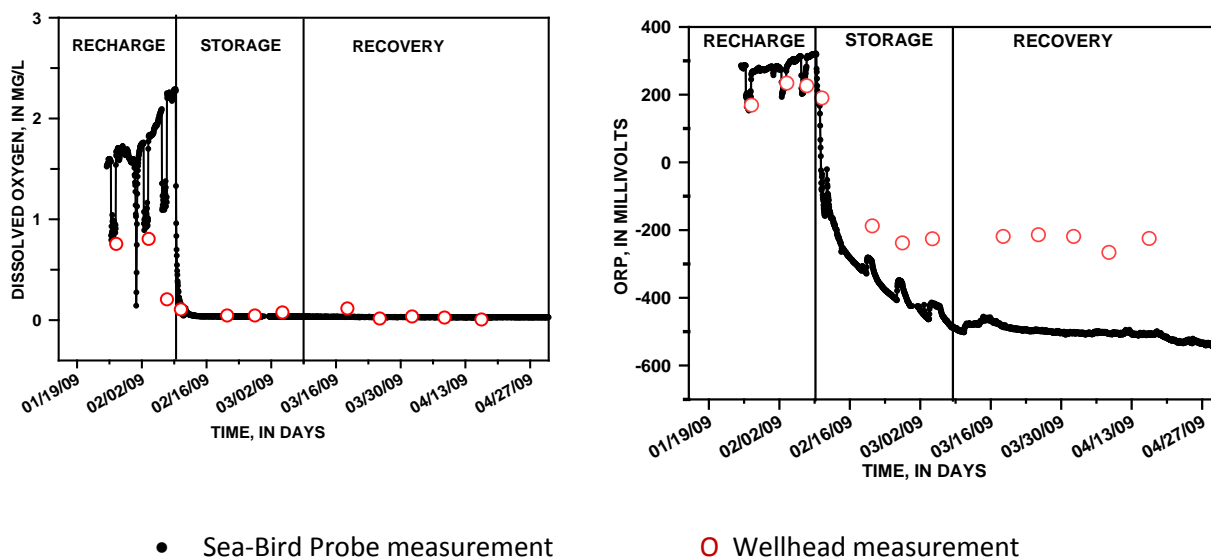 3
2
1
0
DISSOLVED OXYGEN, IN MG/L
RECHARGE
STORAGE
RECOVERY
01/19/09
02/02/09
02/16/09
03/02/09
03/16/09
03/30/09
04/13/09
04/27/09
TIME, IN DAYS
400
200
0
-200
-400
-600
ORP, IN MILLIVOLTS
RECHARGE
STORAGE
RECOVERY
01/19/09
02/02/09
02/16/09
03/02/09
03/16/09
03/30/09
04/13/09
04/27/09
TIME, IN DAYS
Sea-Bird Probe measurement
Wellhead measurement